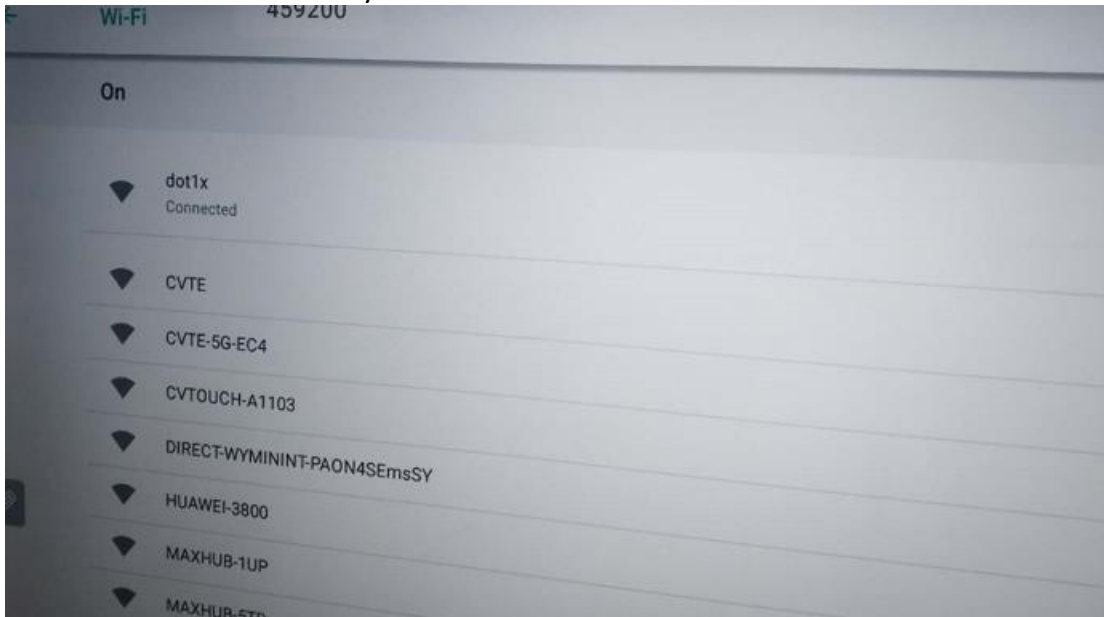 Wi-Fi
459200
On
dot1x
Connected
CVTE
CVTE-5G-EC4
CVTOUCH-A1103
DIRECT-WYMININT-PAON4SEmsSY
HUAWEI-3800
MAXHUB-1UP